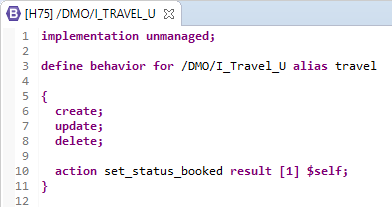 [H75] /DMO/I_TRAVEL_U
1 implementation unmanaged;
2
3 define behavior for /DMO/I_Travel_U alias travel
4
5 {
6 create;
7 update;
8 delete;
9
10 action set_status_booked result [1] $self;
11 }
12